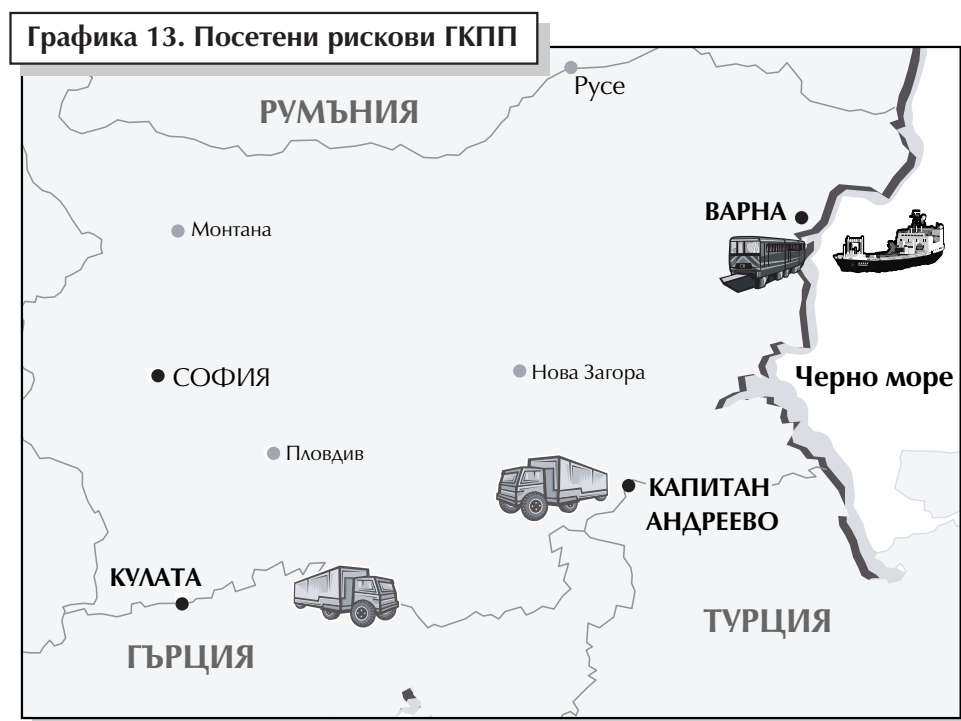 Графика 13. Посетени рискови ГКПП
Русе
РУМЪНИЯ
ВАРНА
Монтана
СОФИЯ
Нова Загора
Черно море
Пловдив
КАПИТАН
АНДРЕЕВО
КУЛАТА
ТУРЦИЯ
ГЪРЦИЯ